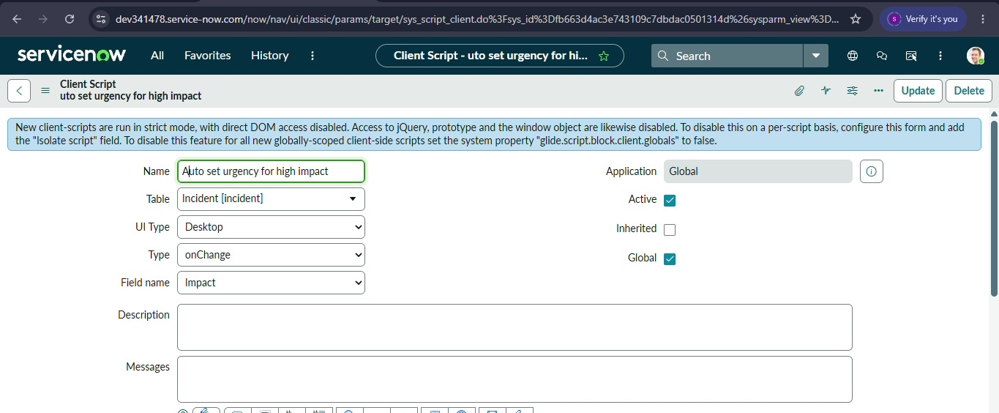 dev341478.service-now.com/now/nav/ui/classic/params/target/sys_script_client.do%3Fsys_id%3Dfb663d4ac3e743109c7dbdac0501314d%26sysparm_view%3D...
S Verify it's you
servicenow All Favorites History Client Script - uto set urgency for hi... Search
Client Script
uto set urgency for high impact
Update Delete
New client-scripts are run in strict mode, with direct DOM access disabled. Access to jQuery, prototype and the window object are likewise disabled. To disable this on a per-script basis, configure this form and add
the "Isolate script" field. To disable this feature for all new globally-scoped client-side scripts set the system property "glide.script.block.client.globals" to false.
Name Auto set urgency for high impact Application Global
Table Incident [incident] Active
UI Type Desktop Inherited
Type onChange Global
Field name Impact
Description
Messages